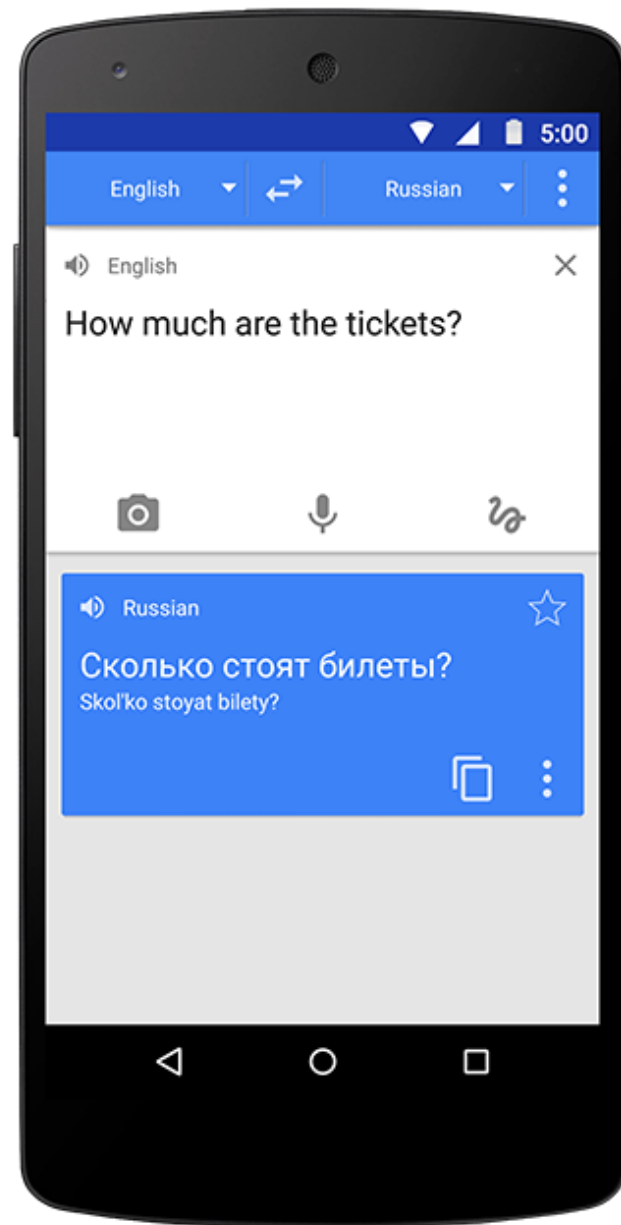 5:00
English Russian
English
How much are the tickets?
Russian
Сколько стоят билеты?
Skol'ko stoyat bilety?